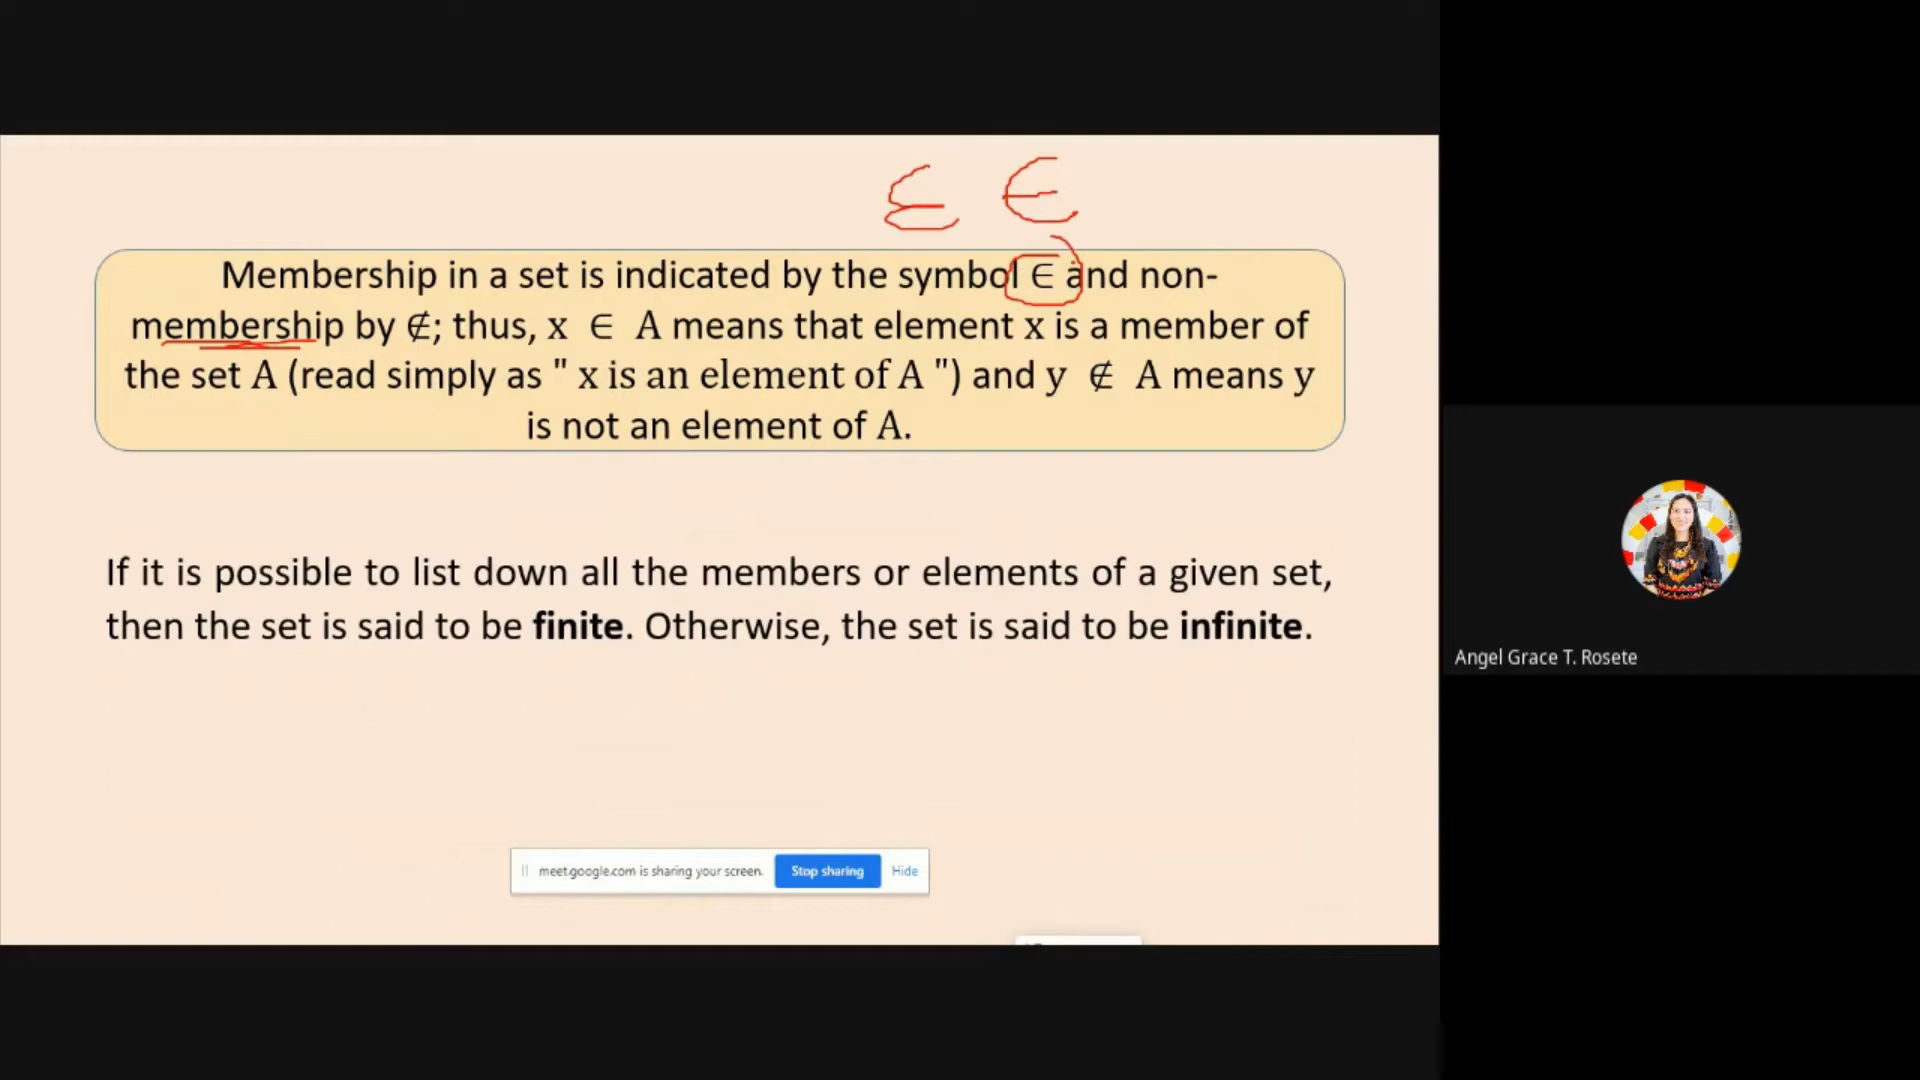 ∈ ∈
Membership in a set is indicated by the symbol ∈ and non-
membership by ∉; thus, x ∈ A means that element x is a member of
the set A (read simply as " x is an element of A ") and y ∉ A means y
is not an element of A.
If it is possible to list down all the members or elements of a given set,
then the set is said to be finite. Otherwise, the set is said to be infinite.
Angel Grace T. Rosete
meet.google.com is sharing your screen. Stop sharing Hide